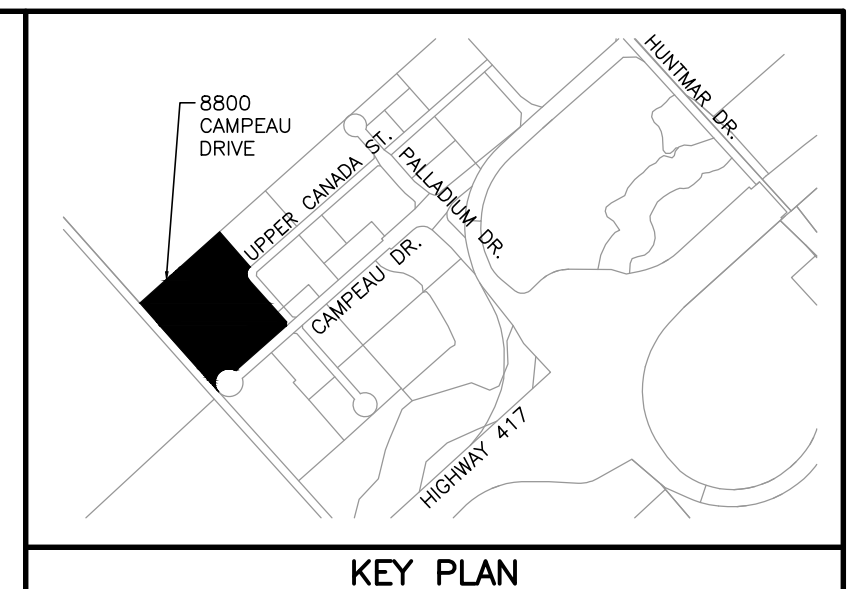 8800
CAMPEAU
DRIVE
HUNTMAR DR.
UPPER CANADA ST.
PALLADIUM DR.
CAMPEAU DR.
HIGHWAY 417
KEY PLAN